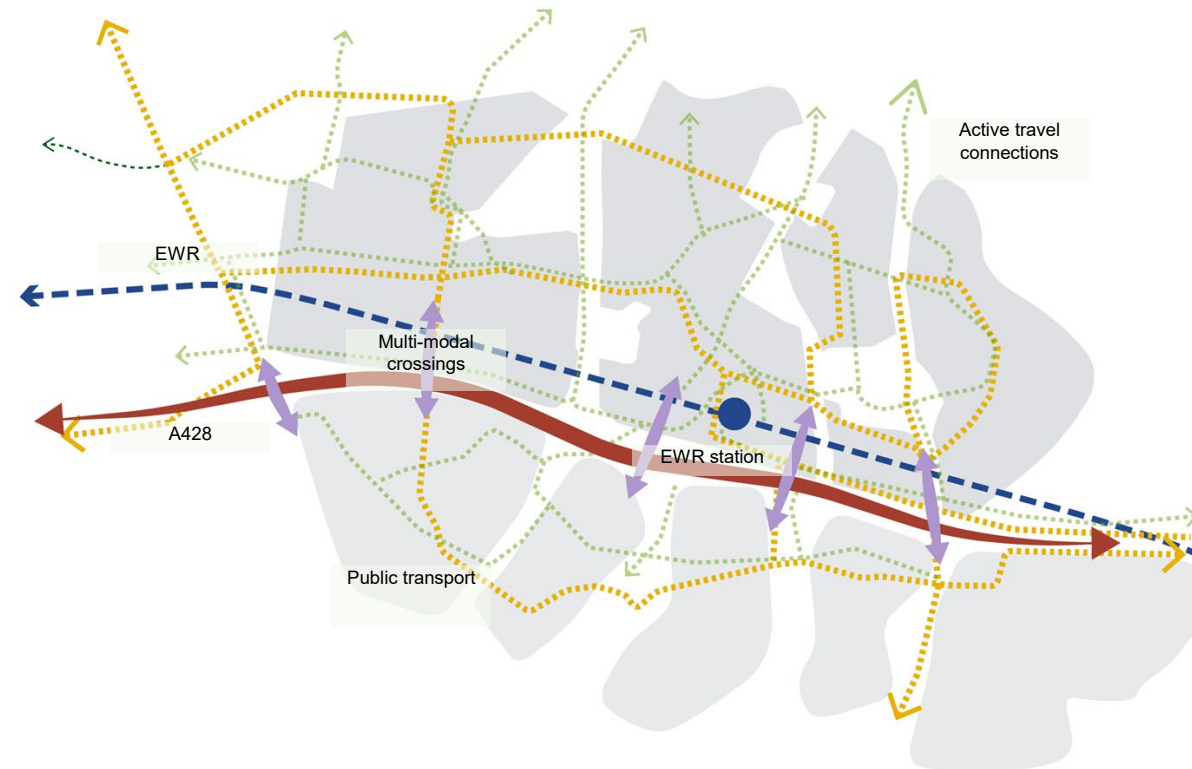 Active travel
connections
EWR
Multi-modal
crossings
A428
EWR station
Public transport